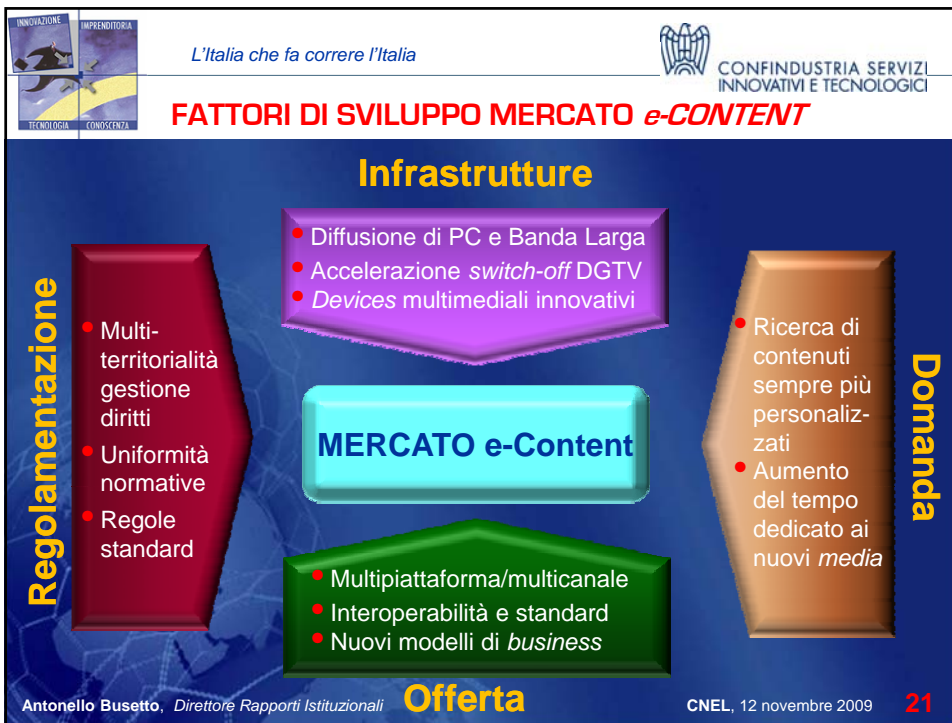 INNOVAZIONE
IMPRENDITORIA
TECNOLOGIA
CONOSCENZA
L'Italia che fa correre l'Italia
CONFINDUSTRIA SERVIZI
INNOVATIVI E TECNOLOGICI
FATTORI DI SVILUPPO MERCATO e-CONTENT
Infrastrutture
• Diffusione di PC e Banda Larga
• Accelerazione switch-off DGTV
• Devices multimediali innovativi
Regolamentazione
• Multi-
territorialità
gestione
diritti
• Uniformità
normative
• Regole
standard
MERCATO e-Content
• Ricerca di
contenuti
sempre più
personaliz-
zati
• Aumento
del tempo
dedicato ai
nuovi media
Domanda
• Multipiattaforma/multicanale
• Interoperabilità e standard
• Nuovi modelli di business
Offerta
Antonello Busetto, Direttore Rapporti Istituzionali
CNEL, 12 novembre 2009
21